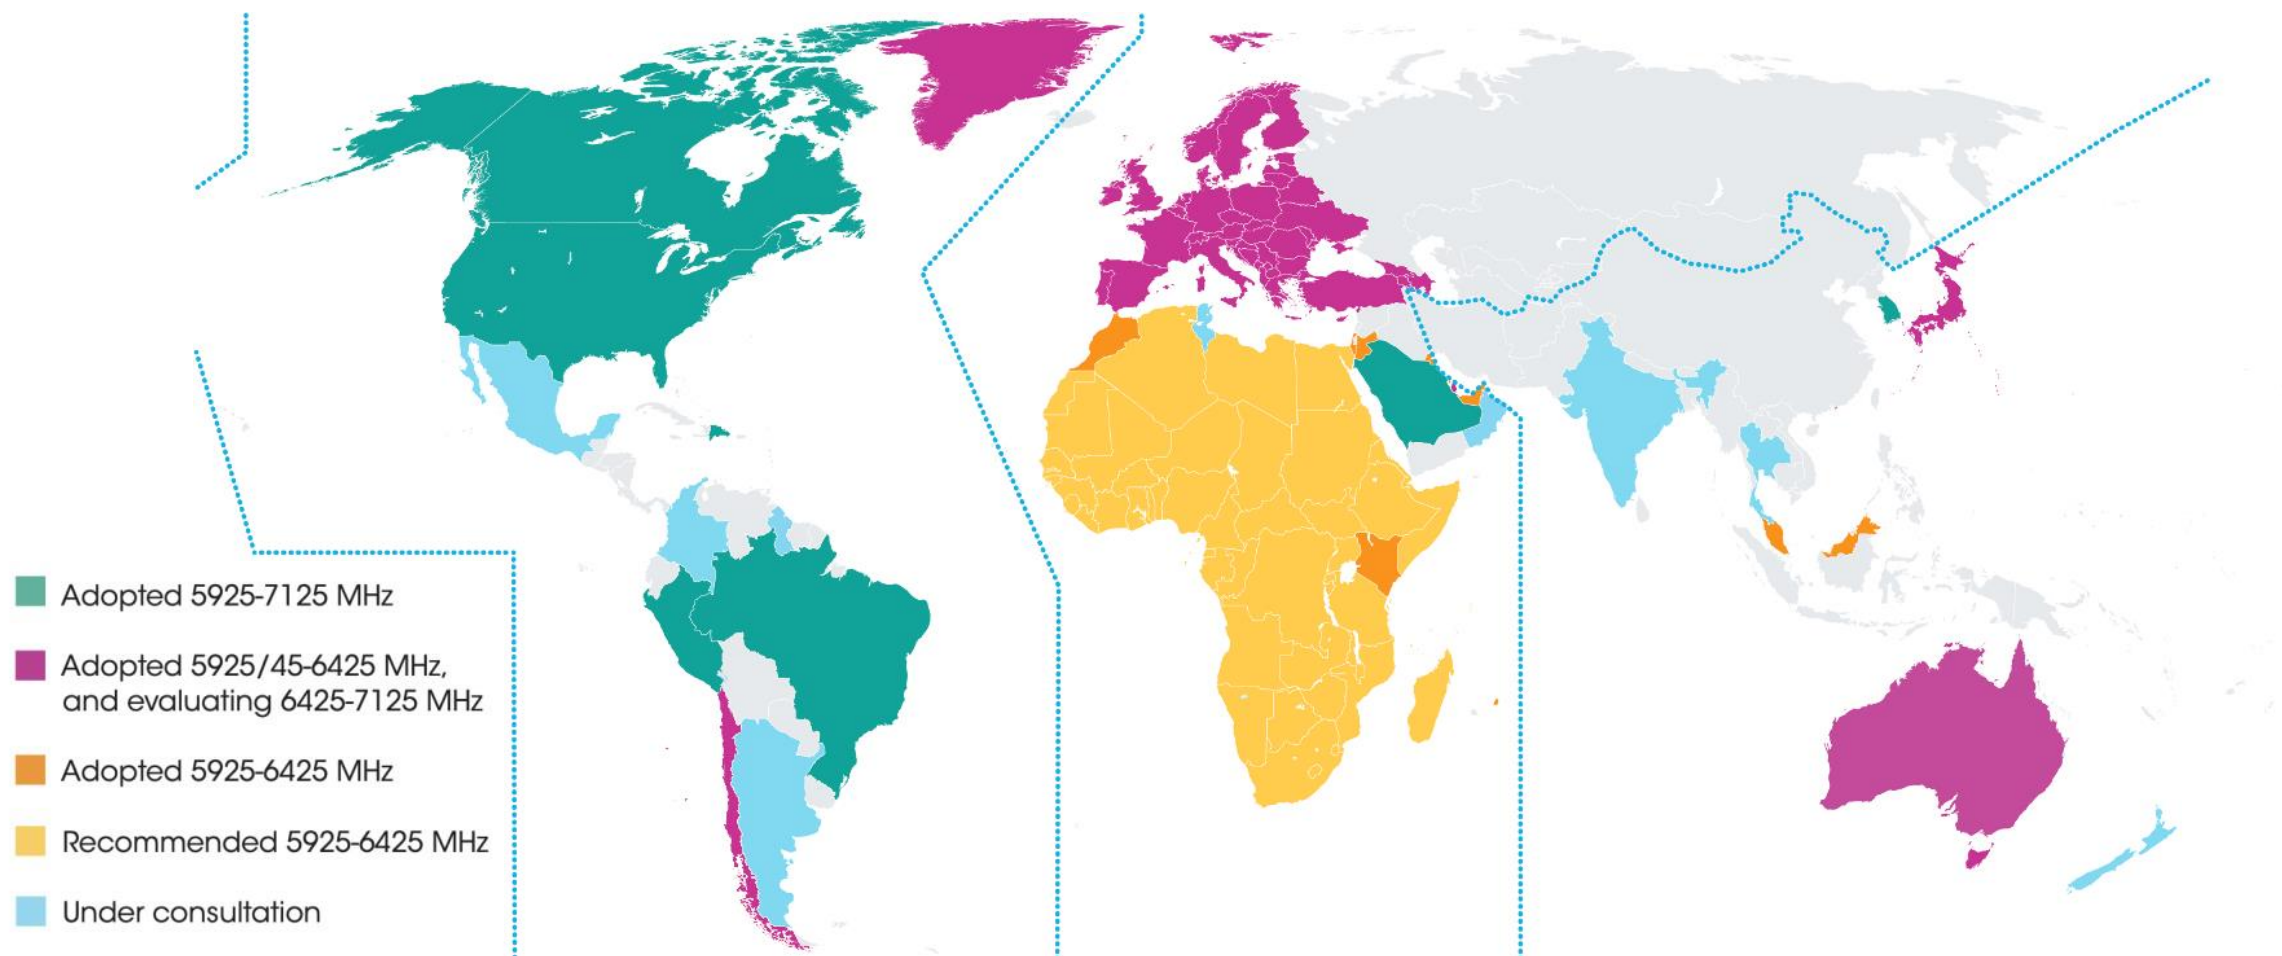 Adopted 5925-7125 MHz
Adopted 5925/45-6425 MHz,
and evaluating 6425-7125 MHz
Adopted 5925-6425 MHz
Recommended 5925-6425 MHz
Under consultation